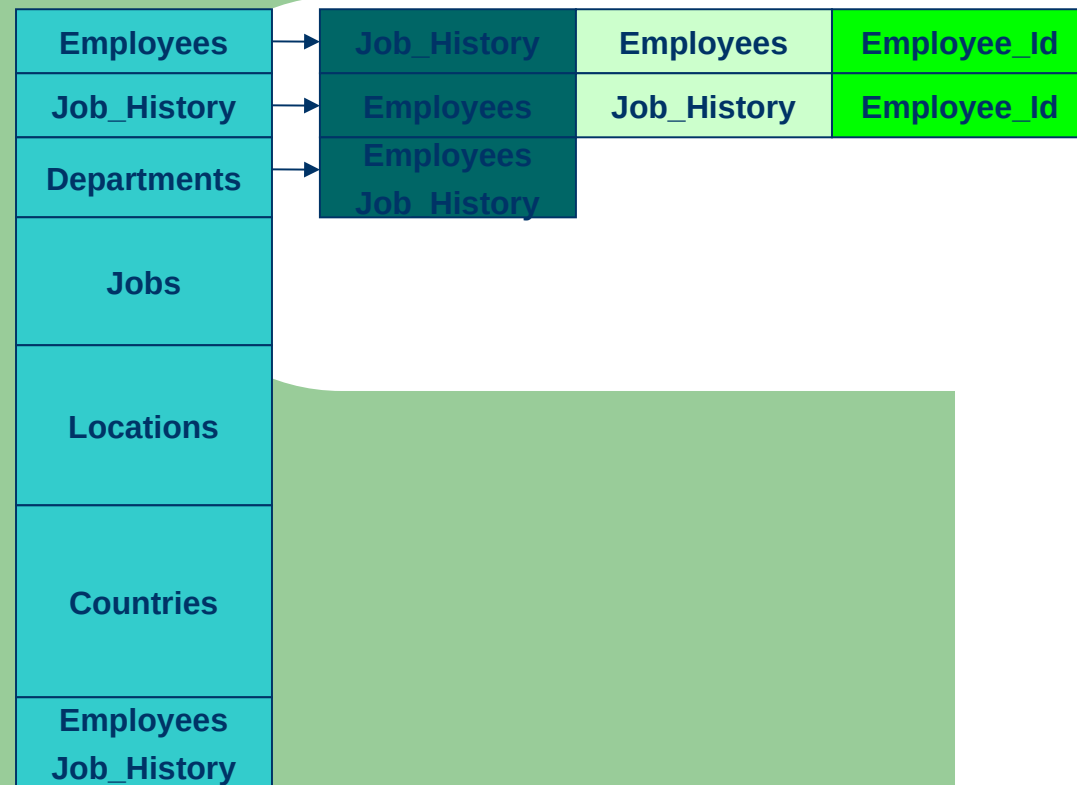 Employees Job_History Employees Employee_Id
Job_History Employees Job_History Employee_Id
Departments Employees
Job_History
Jobs
Locations
Countries
Employees
Job_History